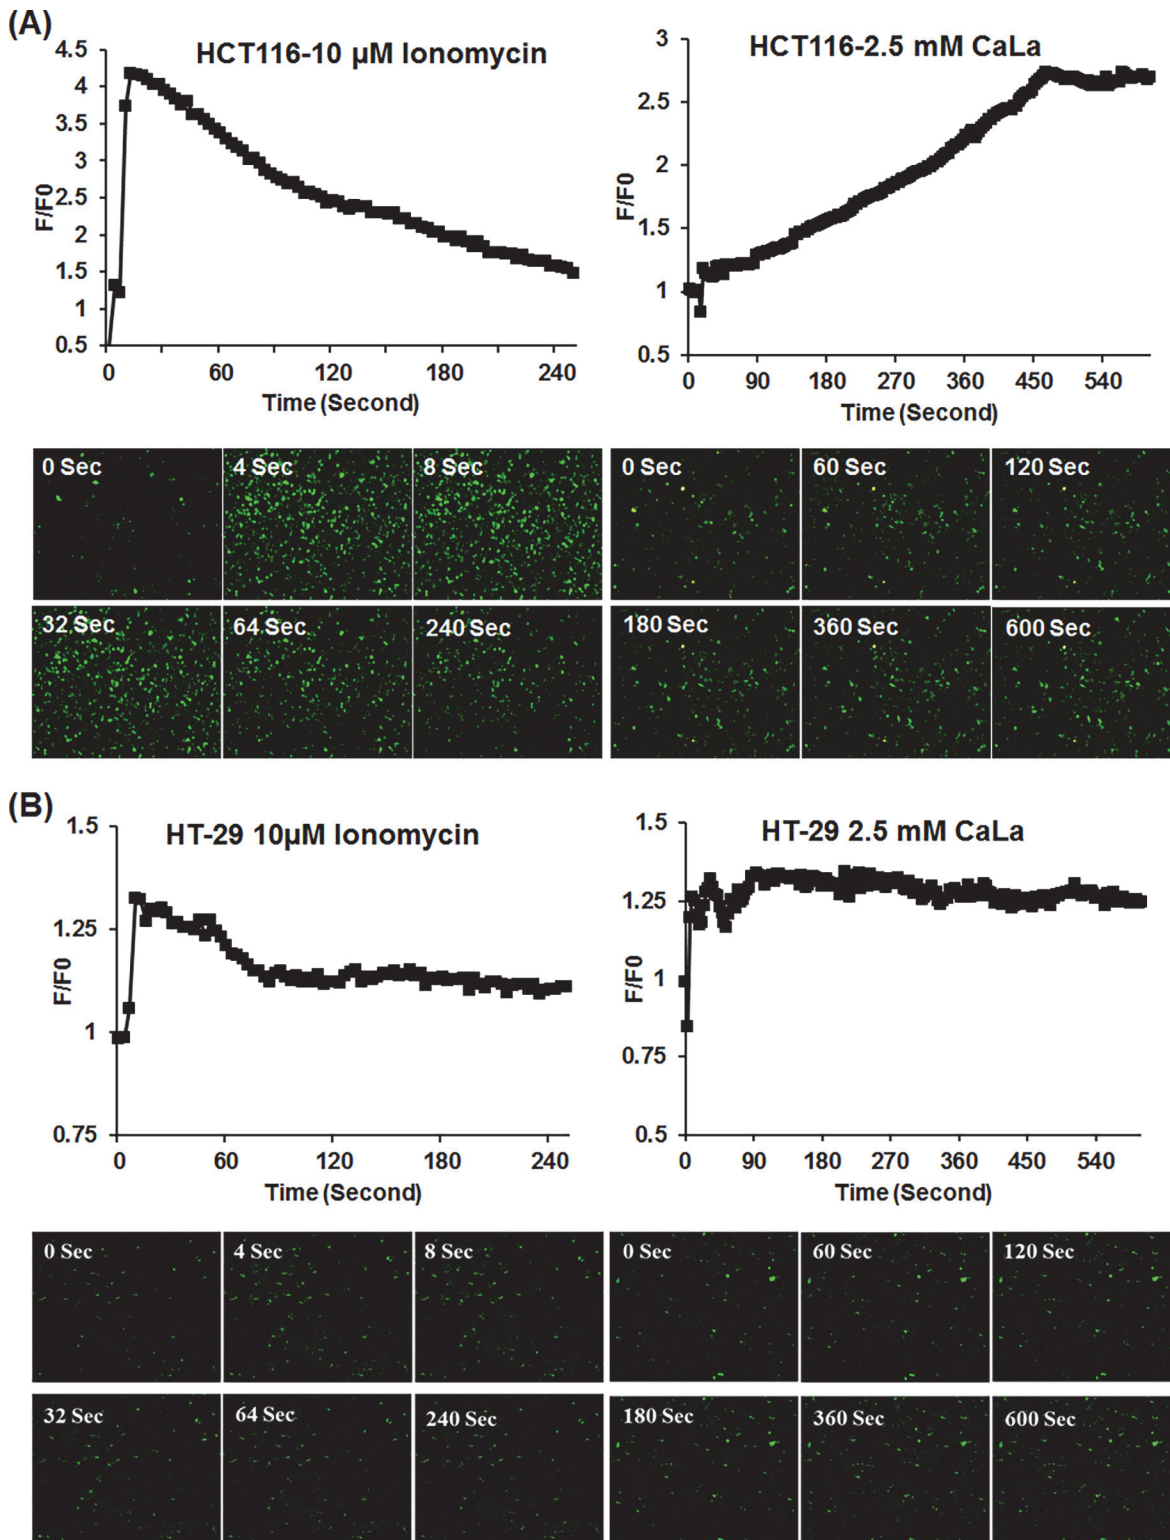 (A)
HCT116-10 µM Ionomycin
4.5
4
3.5
3
2.5
2
1.5
1
0.5
F/F0
0 60 120 180 240
Time (Second)
HCT116-2.5 mM CaLa
3
2.5
2
1.5
1
0.5
F/F0
0 90 180 270 360 450 540
Time (Second)
0 Sec 4 Sec 8 Sec
32 Sec 64 Sec 240 Sec
0 Sec 60 Sec 120 Sec
180 Sec 360 Sec 600 Sec
(B)
HT-29 10µM Ionomycin
1.5
1.25
1
0.75
F/F0
0 60 120 180 240
Time (Second)
HT-29 2.5 mM CaLa
1.5
1.25
1
0.75
0.5
F/F0
0 90 180 270 360 450 540
Time (Second)
0 Sec 4 Sec 8 Sec
32 Sec 64 Sec 240 Sec
0 Sec 60 Sec 120 Sec
180 Sec 360 Sec 600 Sec